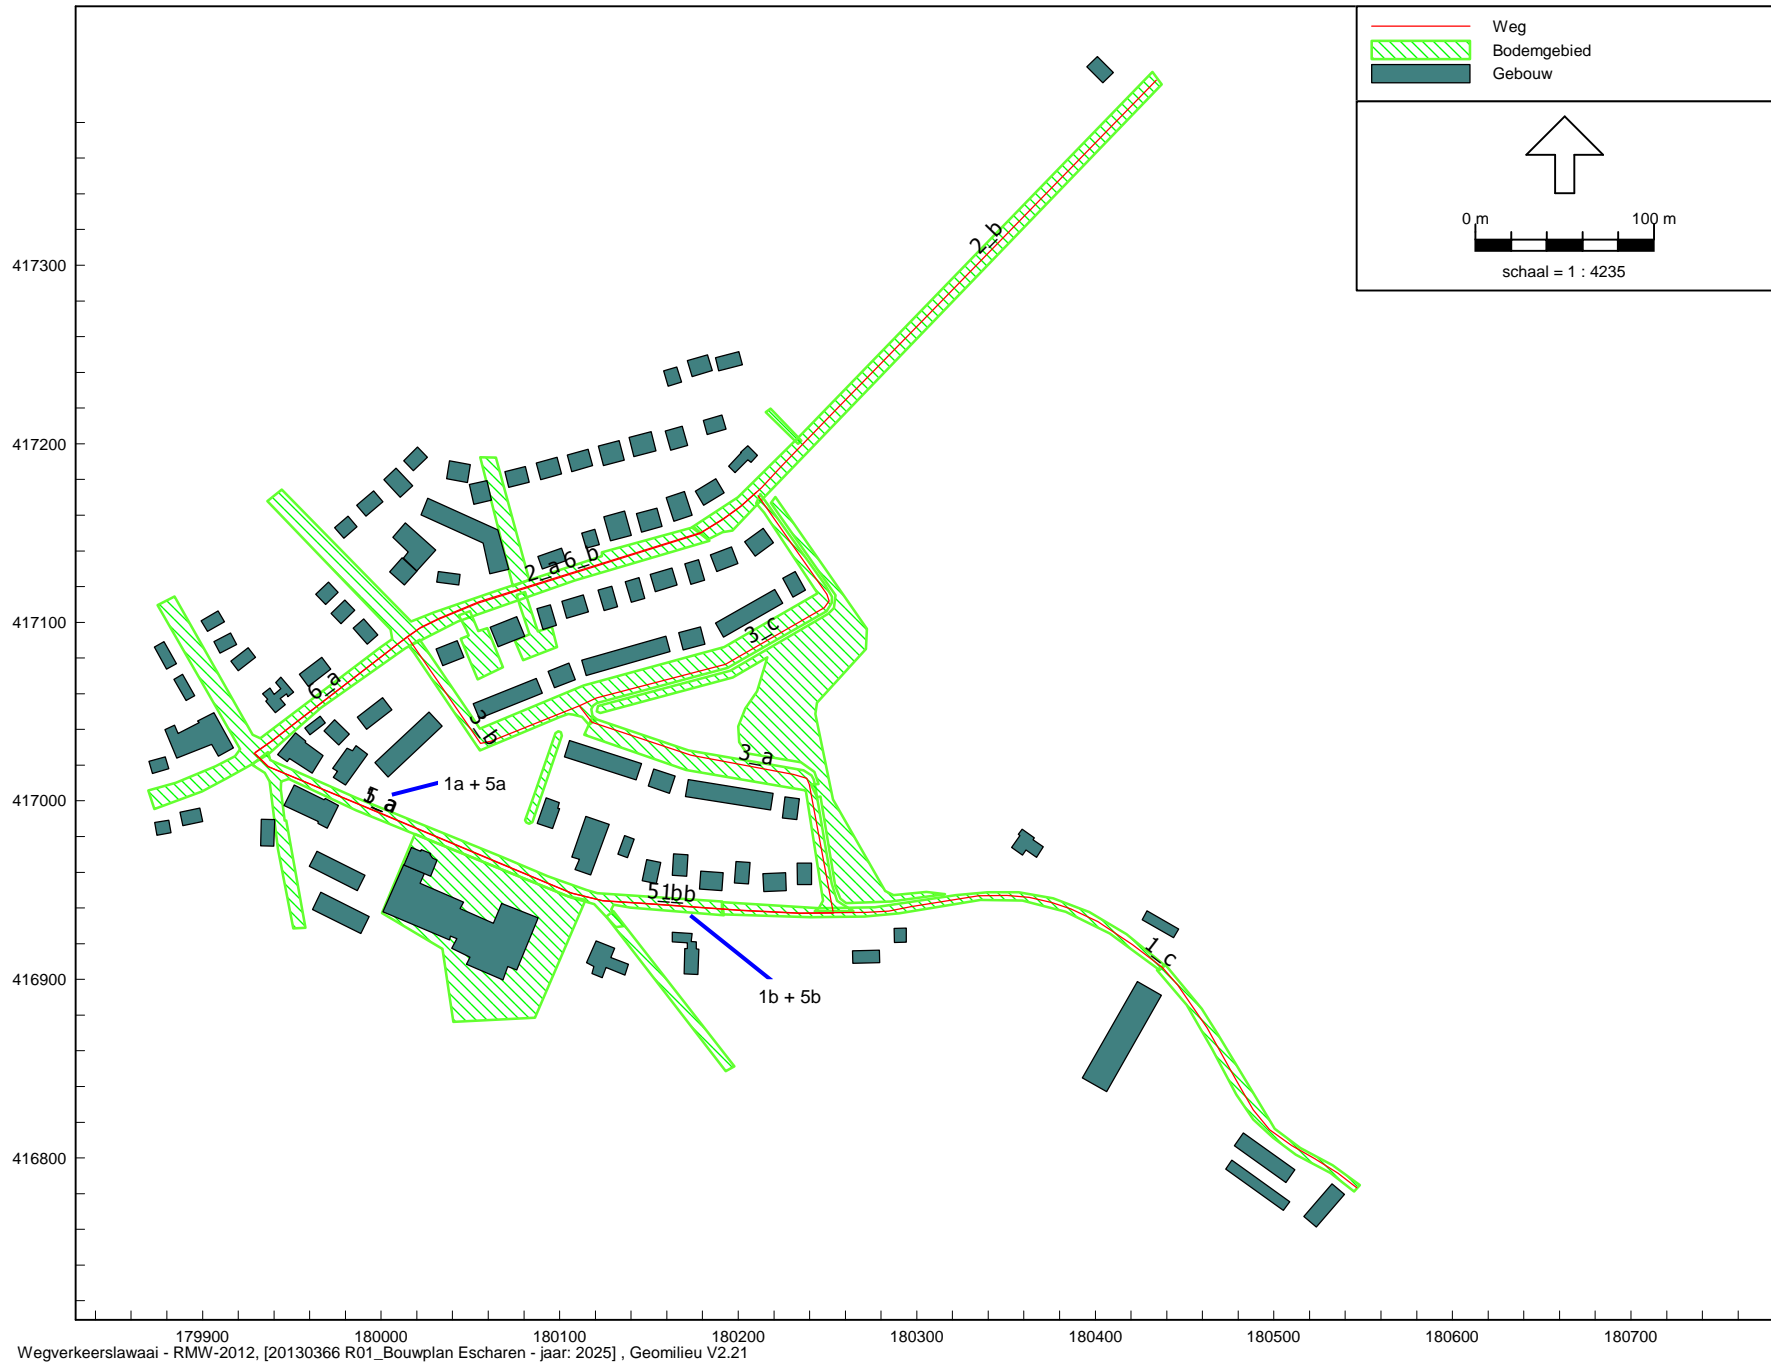 Weg
Bodemgebied
Gebouw
0 m 100 m
schaal = 1 : 4235
2_b
417300
417200
2_a 6_b
417100
3_c
6_a
3_b
3_a
1a + 5a
417000
5_a
1_c
1b + 5b
416900
416800
179900 180000 180100 180200 180300 180400 180500 180600 180700
Wegverkeerslawaai - RMW-2012, [20130366 R01_Bouwplan Escharen - jaar: 2025] , Geomilieu V2.21